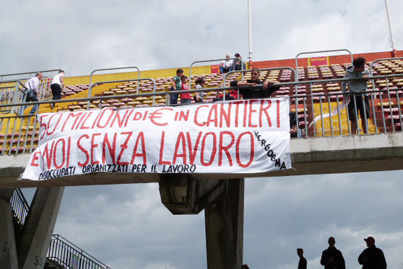 50 MILIONI DI € IN CANTIERI
E NOI SENZA LAVORO
DISOCCUPATI ORGANIZZATI PER IL LAVORO